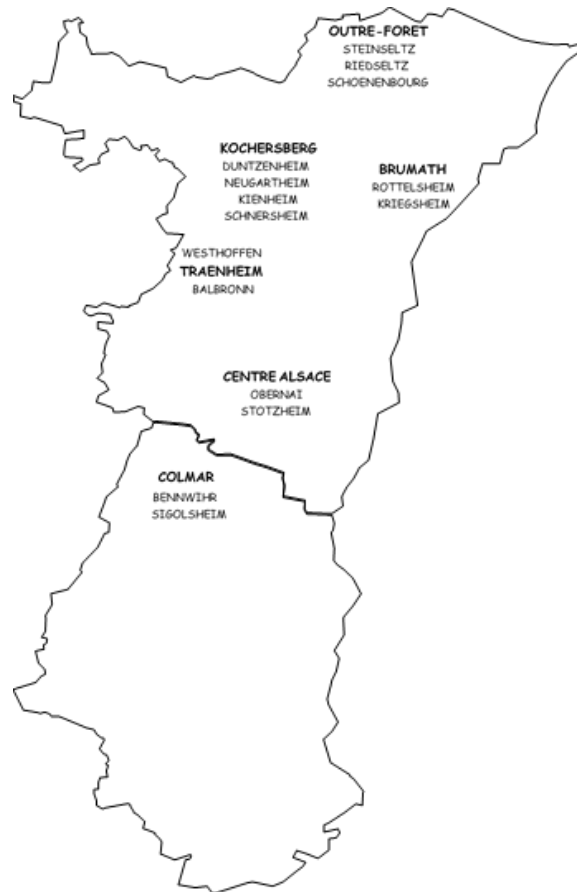 OUTRE-FORET
STEINSELTZ
RIEDSELTZ
SCHOENENBOURG
KOCHERSBERG
DUNTZENHEIM
NEUGARTHEIM
KIENHEIM
SCHNERSHEIM
BRUMATH
ROTTELSHEIM
KRIEGSHEIM
WESTHOFFEN
TRAENHEIM
BALBRONN
CENTRE ALSACE
OBERNAI
STOTZHEIM
COLMAR
BENNWIHR
SIGOLSHEIM